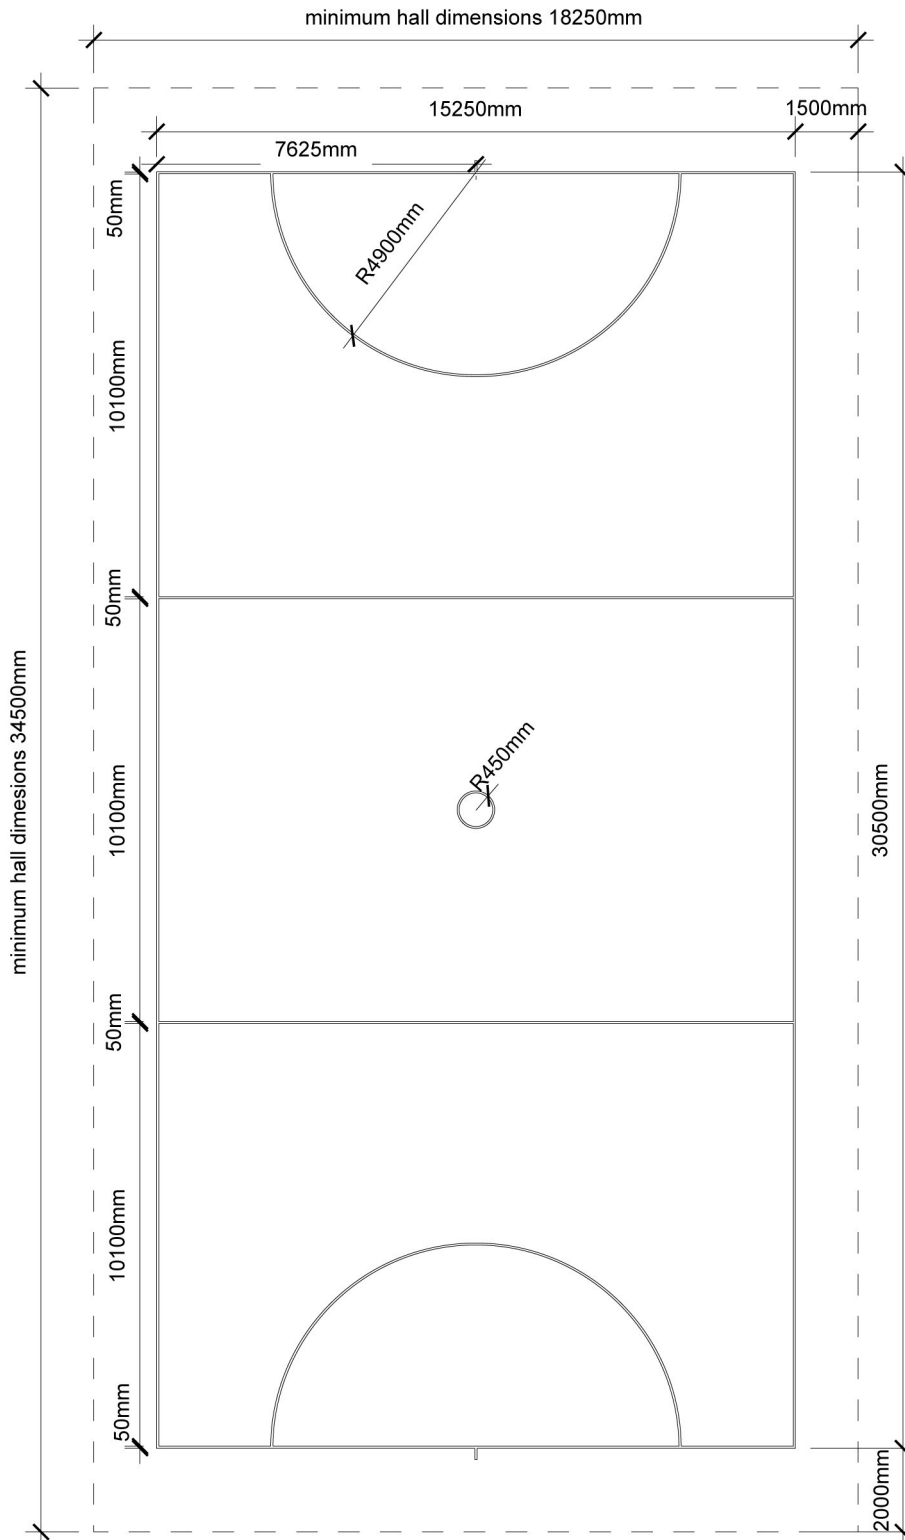 minimum hall dimensions 18250mm
15250mm
1500mm
7625mm
50mm
R4900mm
10100mm
50mm
minimum hall dimesions 34500mm
R450mm
10100mm
30500mm
50mm
10100mm
50mm
2000mm